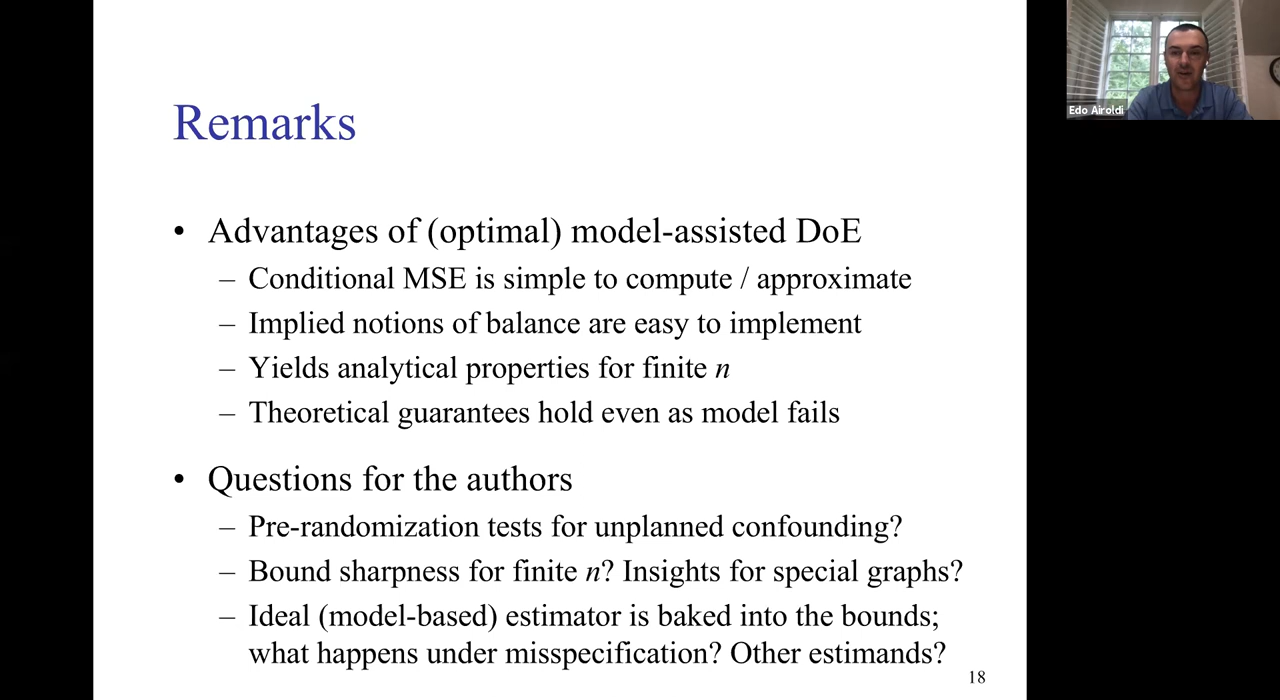 Remarks
• Advantages of (optimal) model-assisted DoE
– Conditional MSE is simple to compute / approximate
– Implied notions of balance are easy to implement
– Yields analytical properties for finite n
– Theoretical guarantees hold even as model fails
• Questions for the authors
– Pre-randomization tests for unplanned confounding?
– Bound sharpness for finite n? Insights for special graphs?
– Ideal (model-based) estimator is baked into the bounds;
what happens under misspecification? Other estimands?
18
Edo Airoldi